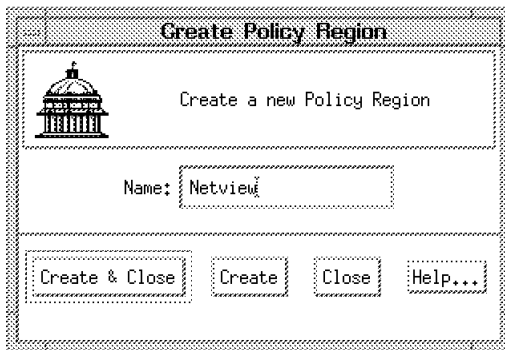 Create Policy Region
Create a new Policy Region
Name: Netview
Create & Close Create Close Help...